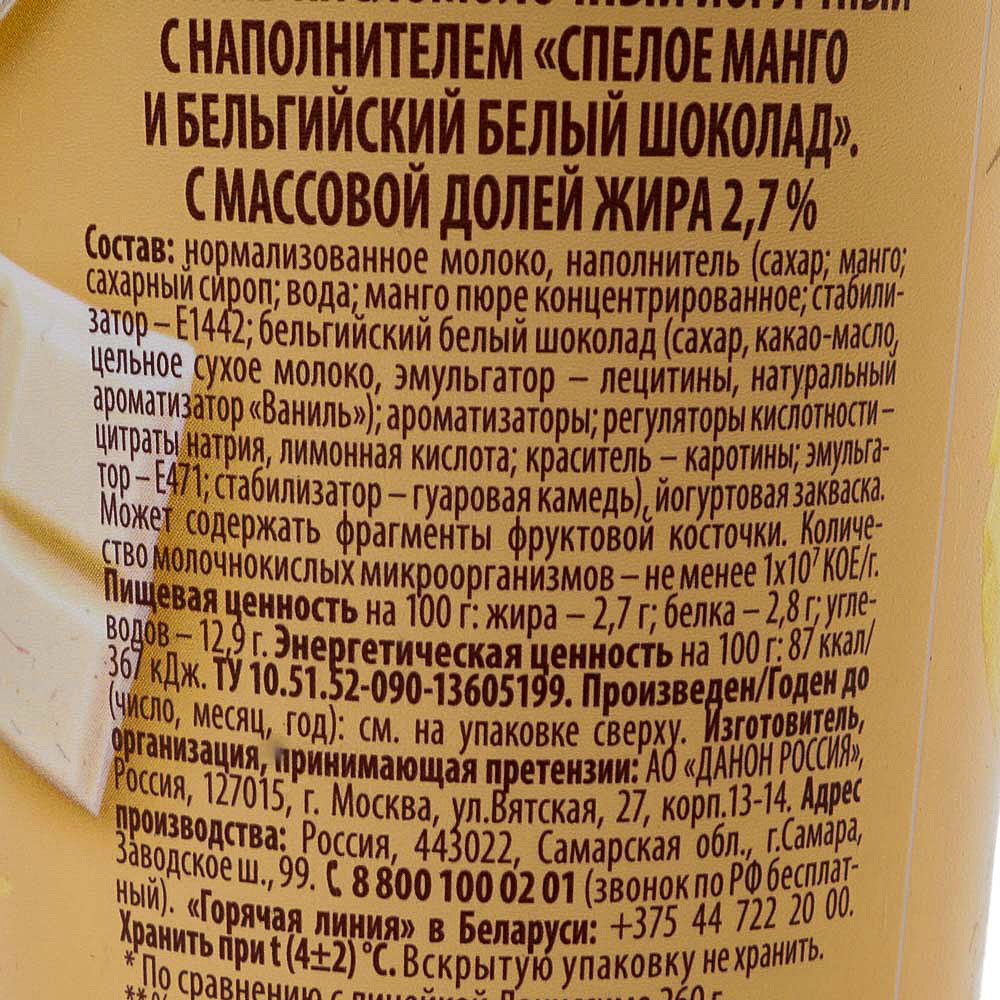 КИСЛОМОЛОЧНЫЙ ЙОГУРТНЫЙ
С НАПОЛНИТЕЛЕМ «СПЕЛОЕ МАНГО
И БЕЛЬГИЙСКИЙ БЕЛЫЙ ШОКОЛАД».
С МАССОВОЙ ДОЛЕЙ ЖИРА 2,7%
Состав: нормализованное молоко, наполнитель (сахар; манго;
сахарный сироп; вода; манго пюре концентрированное; стабили-
затор – Е1442; бельгийский белый шоколад (сахар, какао-масло,
цельное сухое молоко, эмульгатор – лецитины, натуральный
ароматизатор «Ваниль»); ароматизаторы; регуляторы кислотности –
цитраты натрия, лимонная кислота; краситель – каротины; эмульга-
тор – Е471; стабилизатор – гуаровая камедь), йогуртовая закваска.
Может содержать фрагменты фруктовой косточки. Количе-
ство молочнокислых микроорганизмов – не менее 1х10⁷ КОЕ/г.
Пищевая ценность на 100 г: жира – 2,7 г; белка – 2,8 г; угле-
водов – 12,9 г. Энергетическая ценность на 100 г: 87 ккал/
367 кДж. ТУ 10.51.52-090-13605199. Произведен/Годен до
(число, месяц, год): см. на упаковке сверху. Изготовитель,
организация, принимающая претензии: АО «ДАНОН РОССИЯ»,
Россия, 127015, г. Москва, ул.Вятская, 27, корп.13-14. Адрес
производства: Россия, 443022, Самарская обл., г.Самара,
Заводское ш., 99. 8 800 100 02 01 (звонок по РФ бесплат-
ный). «Горячая линия» в Беларуси: +375 44 722 20 00.
Хранить при t (4±2) °C. Вскрытую упаковку не хранить.
* По сравнению с линейкой 260 г